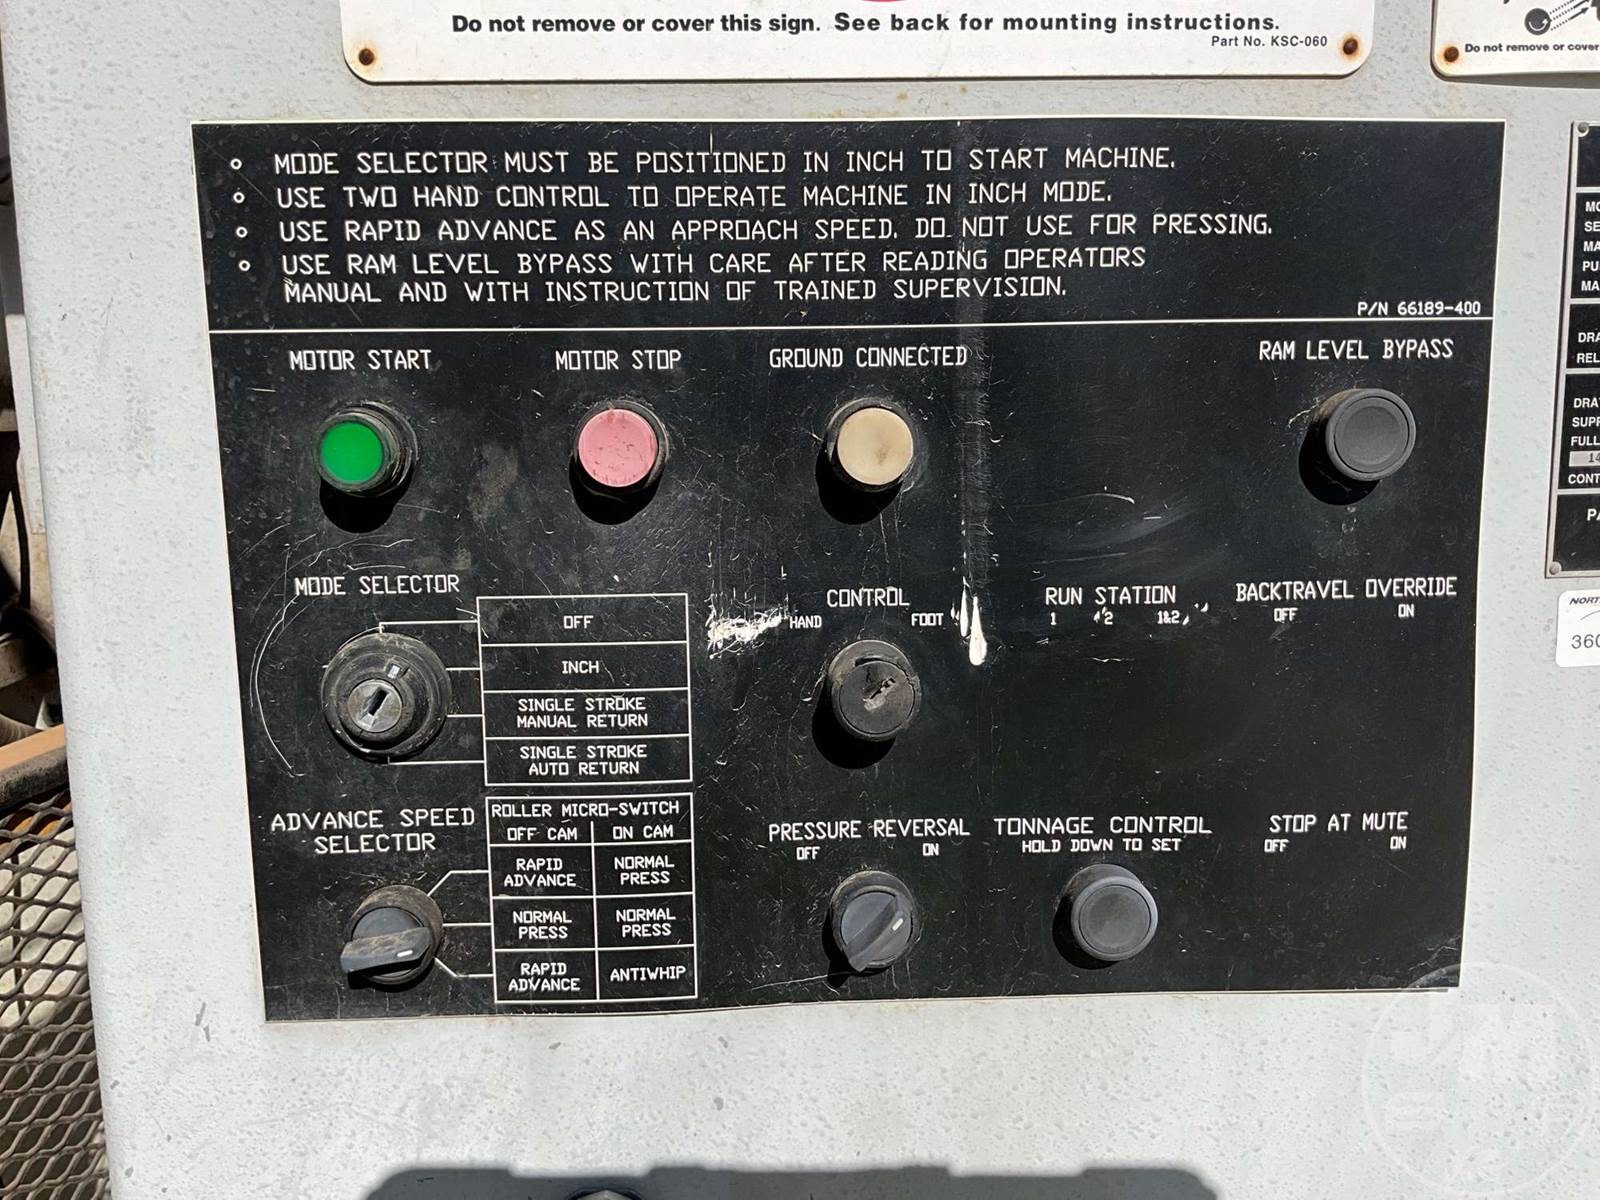 Do not remove or cover this sign. See back for mounting instructions.
Part No. KSC-060
Do not remove or cover
○ MODE SELECTOR MUST BE POSITIONED IN INCH TO START MACHINE.
○ USE TWO HAND CONTROL TO OPERATE MACHINE IN INCH MODE.
○ USE RAPID ADVANCE AS AN APPROACH SPEED. DO NOT USE FOR PRESSING.
○ USE RAM LEVEL BYPASS WITH CARE AFTER READING OPERATORS
MANUAL AND WITH INSTRUCTION OF TRAINED SUPERVISION.
P/N 66189-400
MOTOR START
MOTOR STOP
GROUND CONNECTED
RAM LEVEL BYPASS
MODE SELECTOR
OFF
INCH
SINGLE STROKE
MANUAL RETURN
SINGLE STROKE
AUTO RETURN
CONTROL
HAND FOOT
RUN STATION
1 2 1&2
BACKTRAVEL OVERRIDE
OFF ON
ADVANCE SPEED
SELECTOR
ROLLER MICRO-SWITCH
OFF CAM ON CAM
RAPID NORMAL
ADVANCE PRESS
NORMAL NORMAL
PRESS PRESS
RAPID
ADVANCE ANTIWHIP
PRESSURE REVERSAL
OFF ON
TONNAGE CONTROL
HOLD DOWN TO SET
STOP AT MUTE
OFF ON